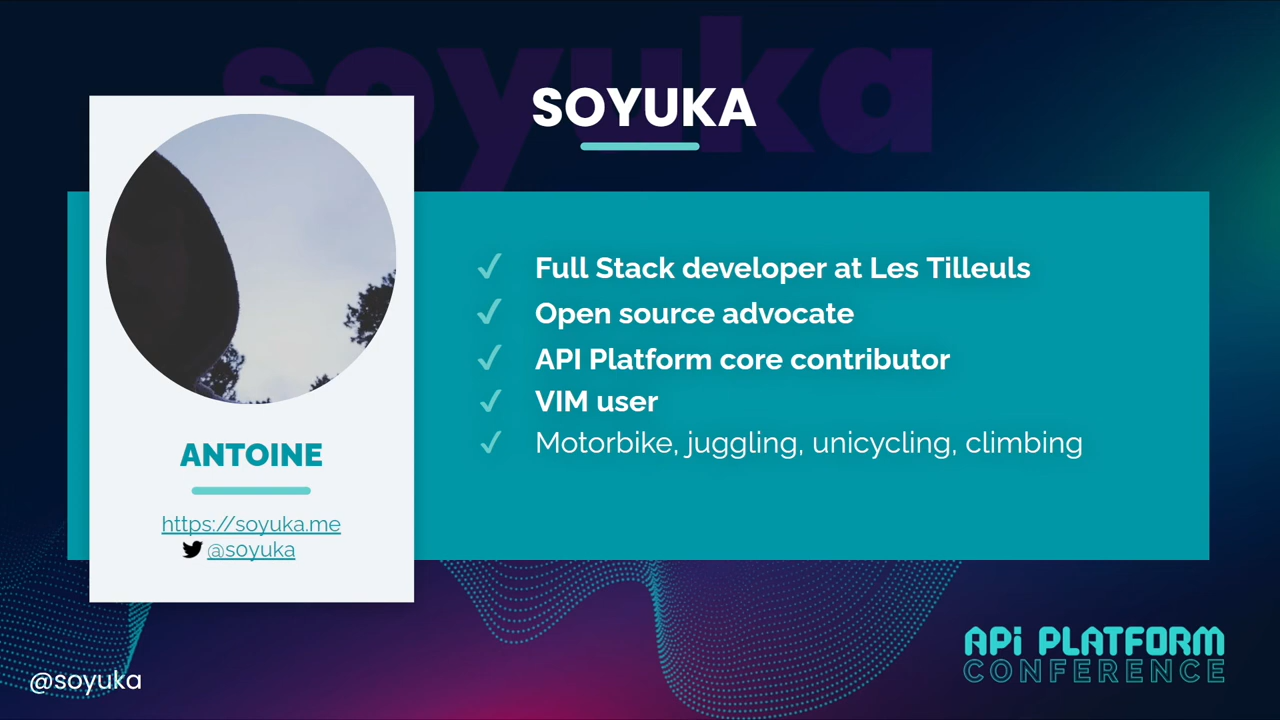 soyuka
SOYUKA
Full Stack developer at Les Tilleuls
Open source advocate
API Platform core contributor
VIM user
Motorbike, juggling, unicycling, climbing
ANTOINE
https://soyuka.me
@soyuka
@soyuka
APi PLATFORM
CONFERENCE